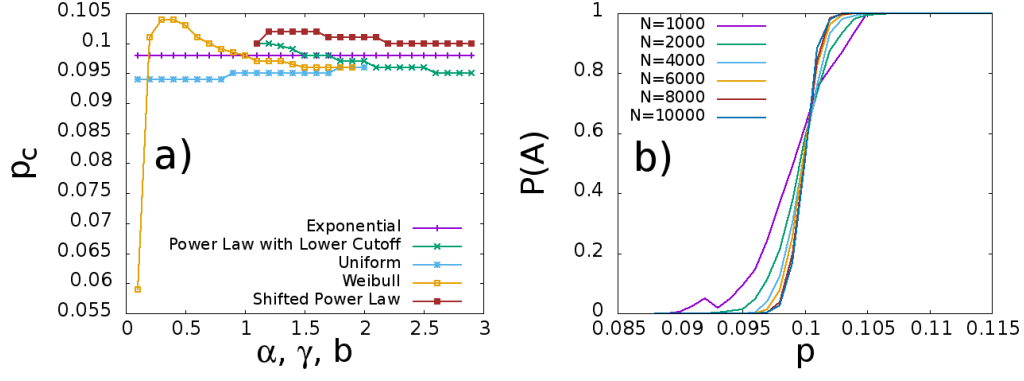 0.105
0.1
0.095
0.09
0.085
0.08
0.075
0.07
0.065
0.06
0.055
p_c
a)
Exponential
Power Law with Lower Cutoff
Uniform
Weibull
Shifted Power Law
0 0.5 1 1.5 2 2.5 3
α, γ, b
1
0.8
0.6
0.4
0.2
0
P(A)
N=1000
N=2000
N=4000
N=6000
N=8000
N=10000
b)
0.085 0.09 0.095 0.1 0.105 0.11 0.115
p